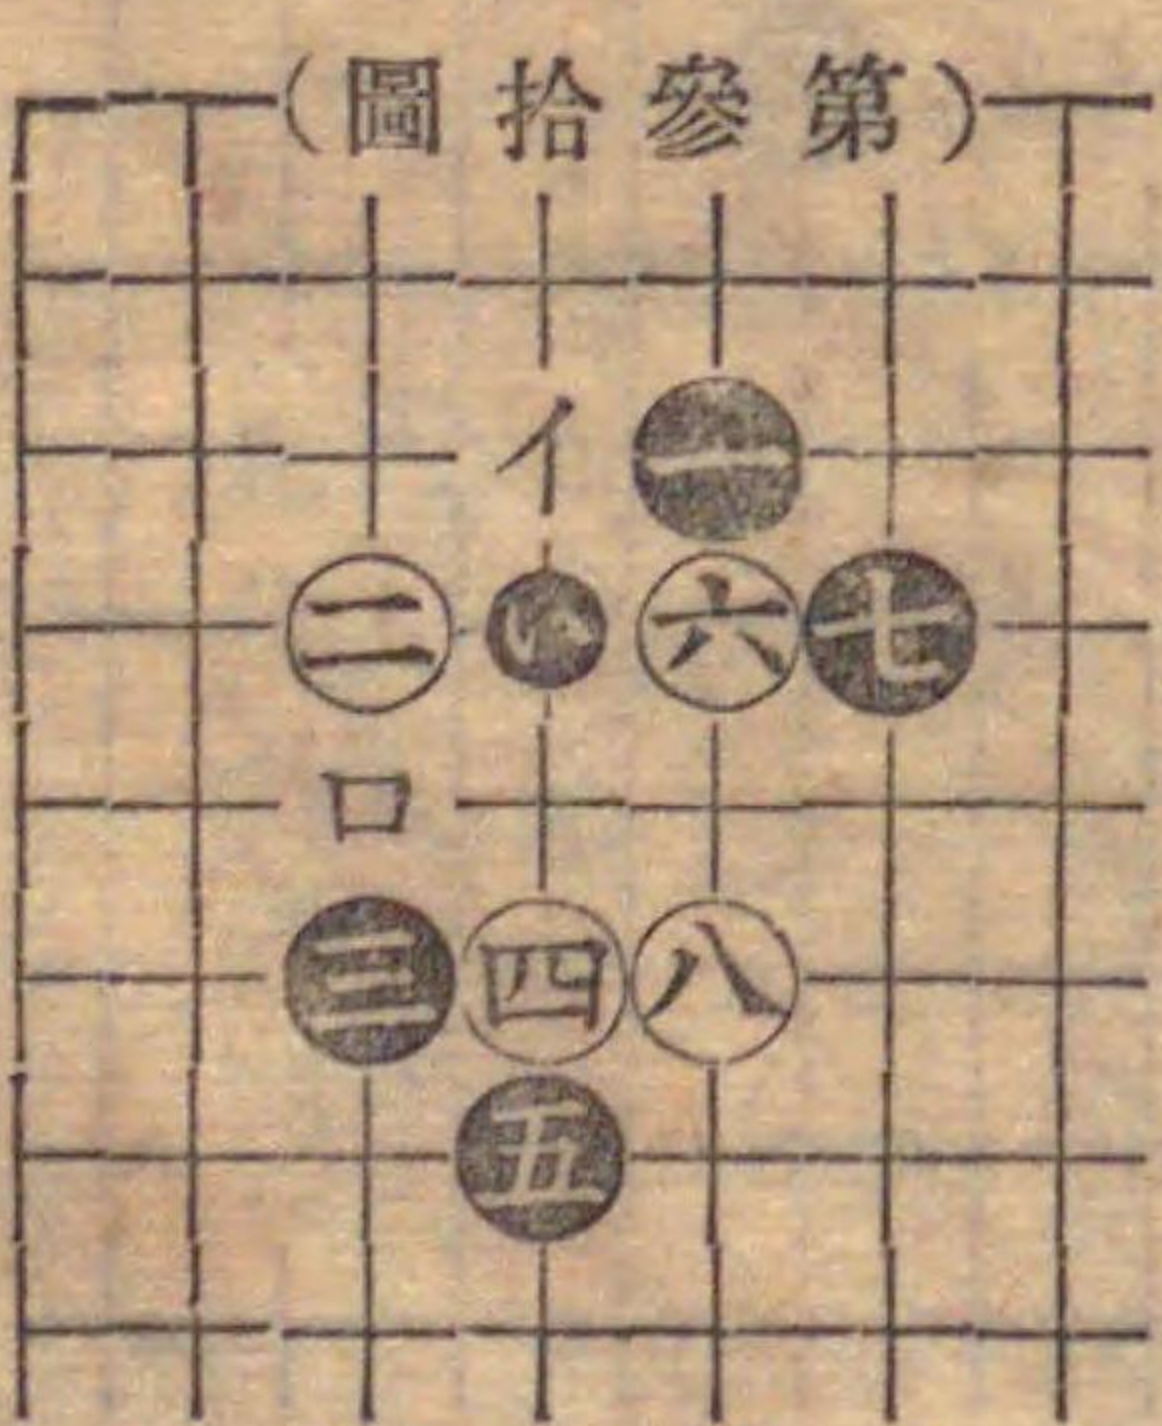 (第參拾圖)
イ 一
二 六 七
ロ
三 四 八
五